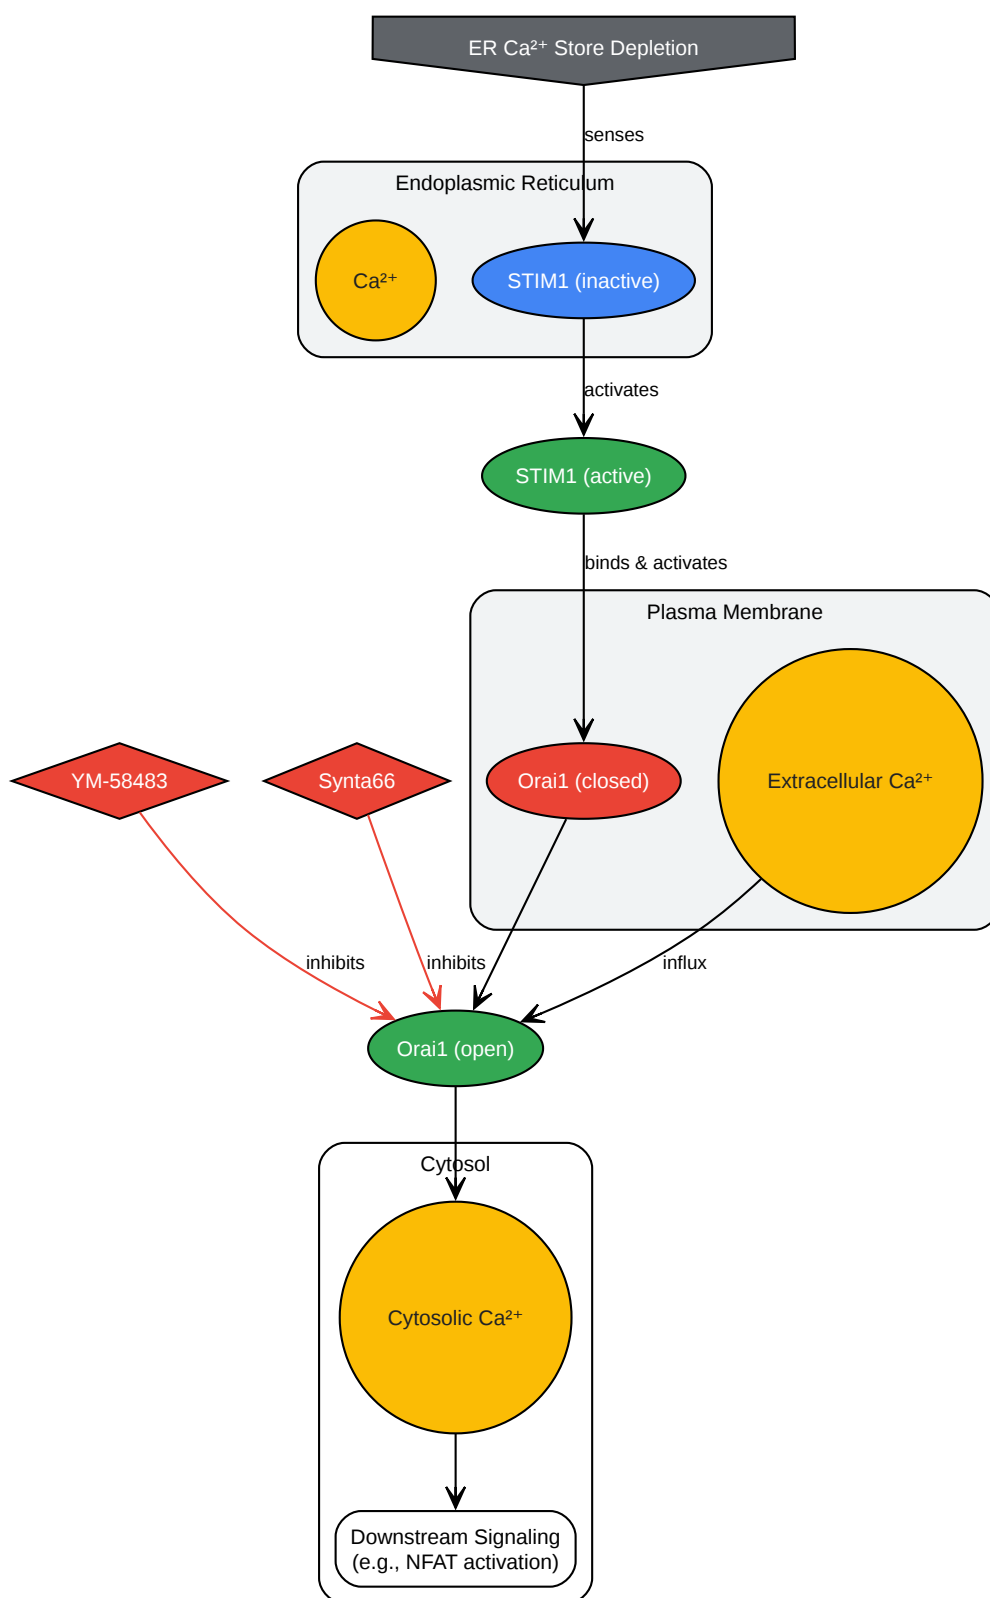 ER Ca²⁺ Store Depletion
senses
Endoplasmic Reticulum
Ca²⁺
STIM1 (inactive)
activates
STIM1 (active)
binds & activates
Plasma Membrane
YM-58483
Synta66
Orai1 (closed)
Extracellular Ca²⁺
inhibits
inhibits
influx
Orai1 (open)
Cytosol
Cytosolic Ca²⁺
Downstream Signaling
(e.g., NFAT activation)